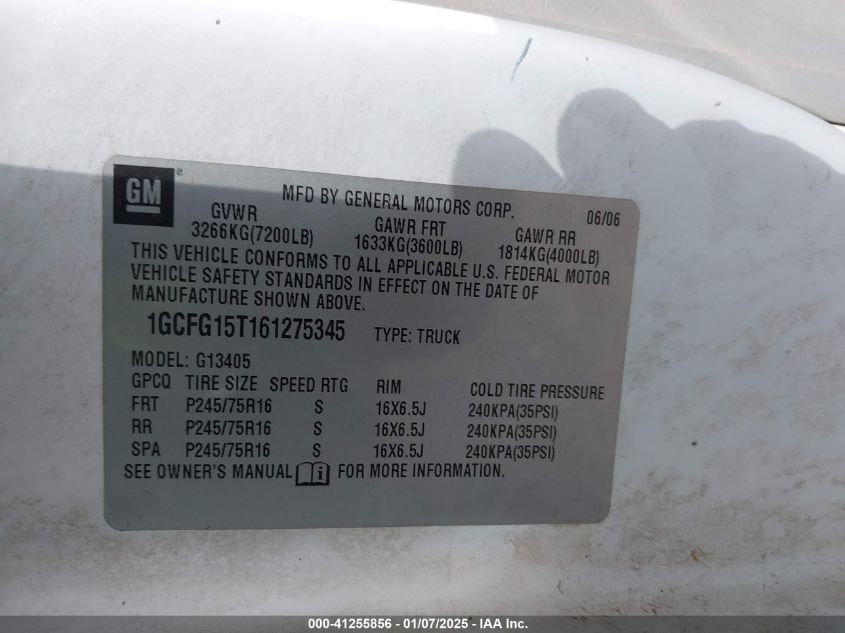 GM®
MFD BY GENERAL MOTORS CORP. 06/06
GVWR GAWR FRT GAWR RR
3266KG(7200LB) 1633KG(3600LB) 1814KG(4000LB)
THIS VEHICLE CONFORMS TO ALL APPLICABLE U.S. FEDERAL MOTOR
VEHICLE SAFETY STANDARDS IN EFFECT ON THE DATE OF
MANUFACTURE SHOWN ABOVE.
1GCFG15T161275345 TYPE: TRUCK
MODEL: G13405
GPCQ TIRE SIZE SPEED RTG RIM COLD TIRE PRESSURE
FRT P245/75R16 S 16X6.5J 240KPA(35PSI)
RR P245/75R16 S 16X6.5J 240KPA(35PSI)
SPA P245/75R16 S 16X6.5J 240KPA(35PSI)
SEE OWNER'S MANUAL i FOR MORE INFORMATION.
000-41255856 - 01/07/2025 - IAA Inc.